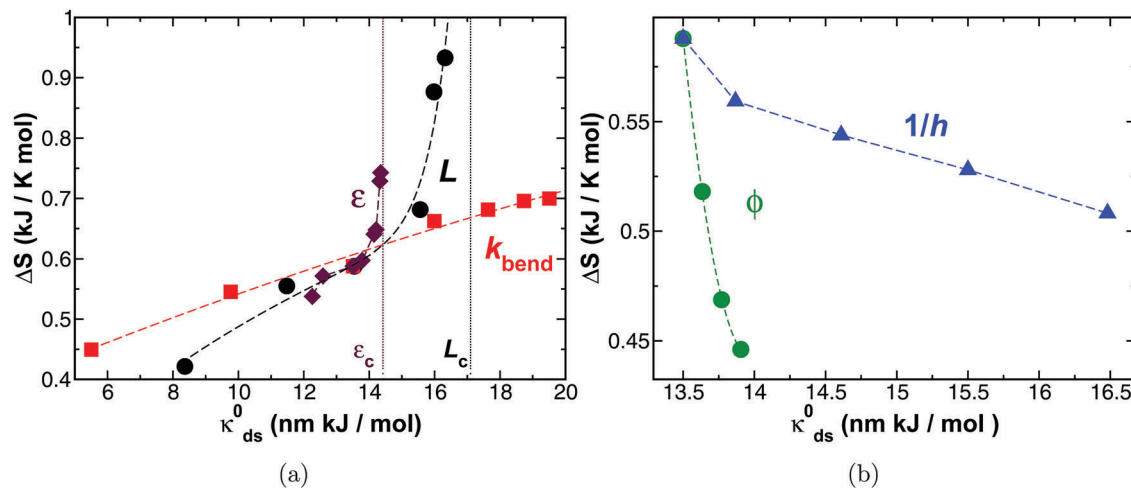 1
0.9
0.8
0.7
0.6
0.5
0.4
ΔS (kJ / K mol)
ε
L
k_bend
ε_c
L_c
6 8 10 12 14 16 18 20
κ^0_ds (nm kJ / mol)
(a)
0.55
0.5
0.45
ΔS (kJ / K mol)
1/h
ϕ
13.5 14 14.5 15 15.5 16 16.5
κ^0_ds (nm kJ / mol )
(b)